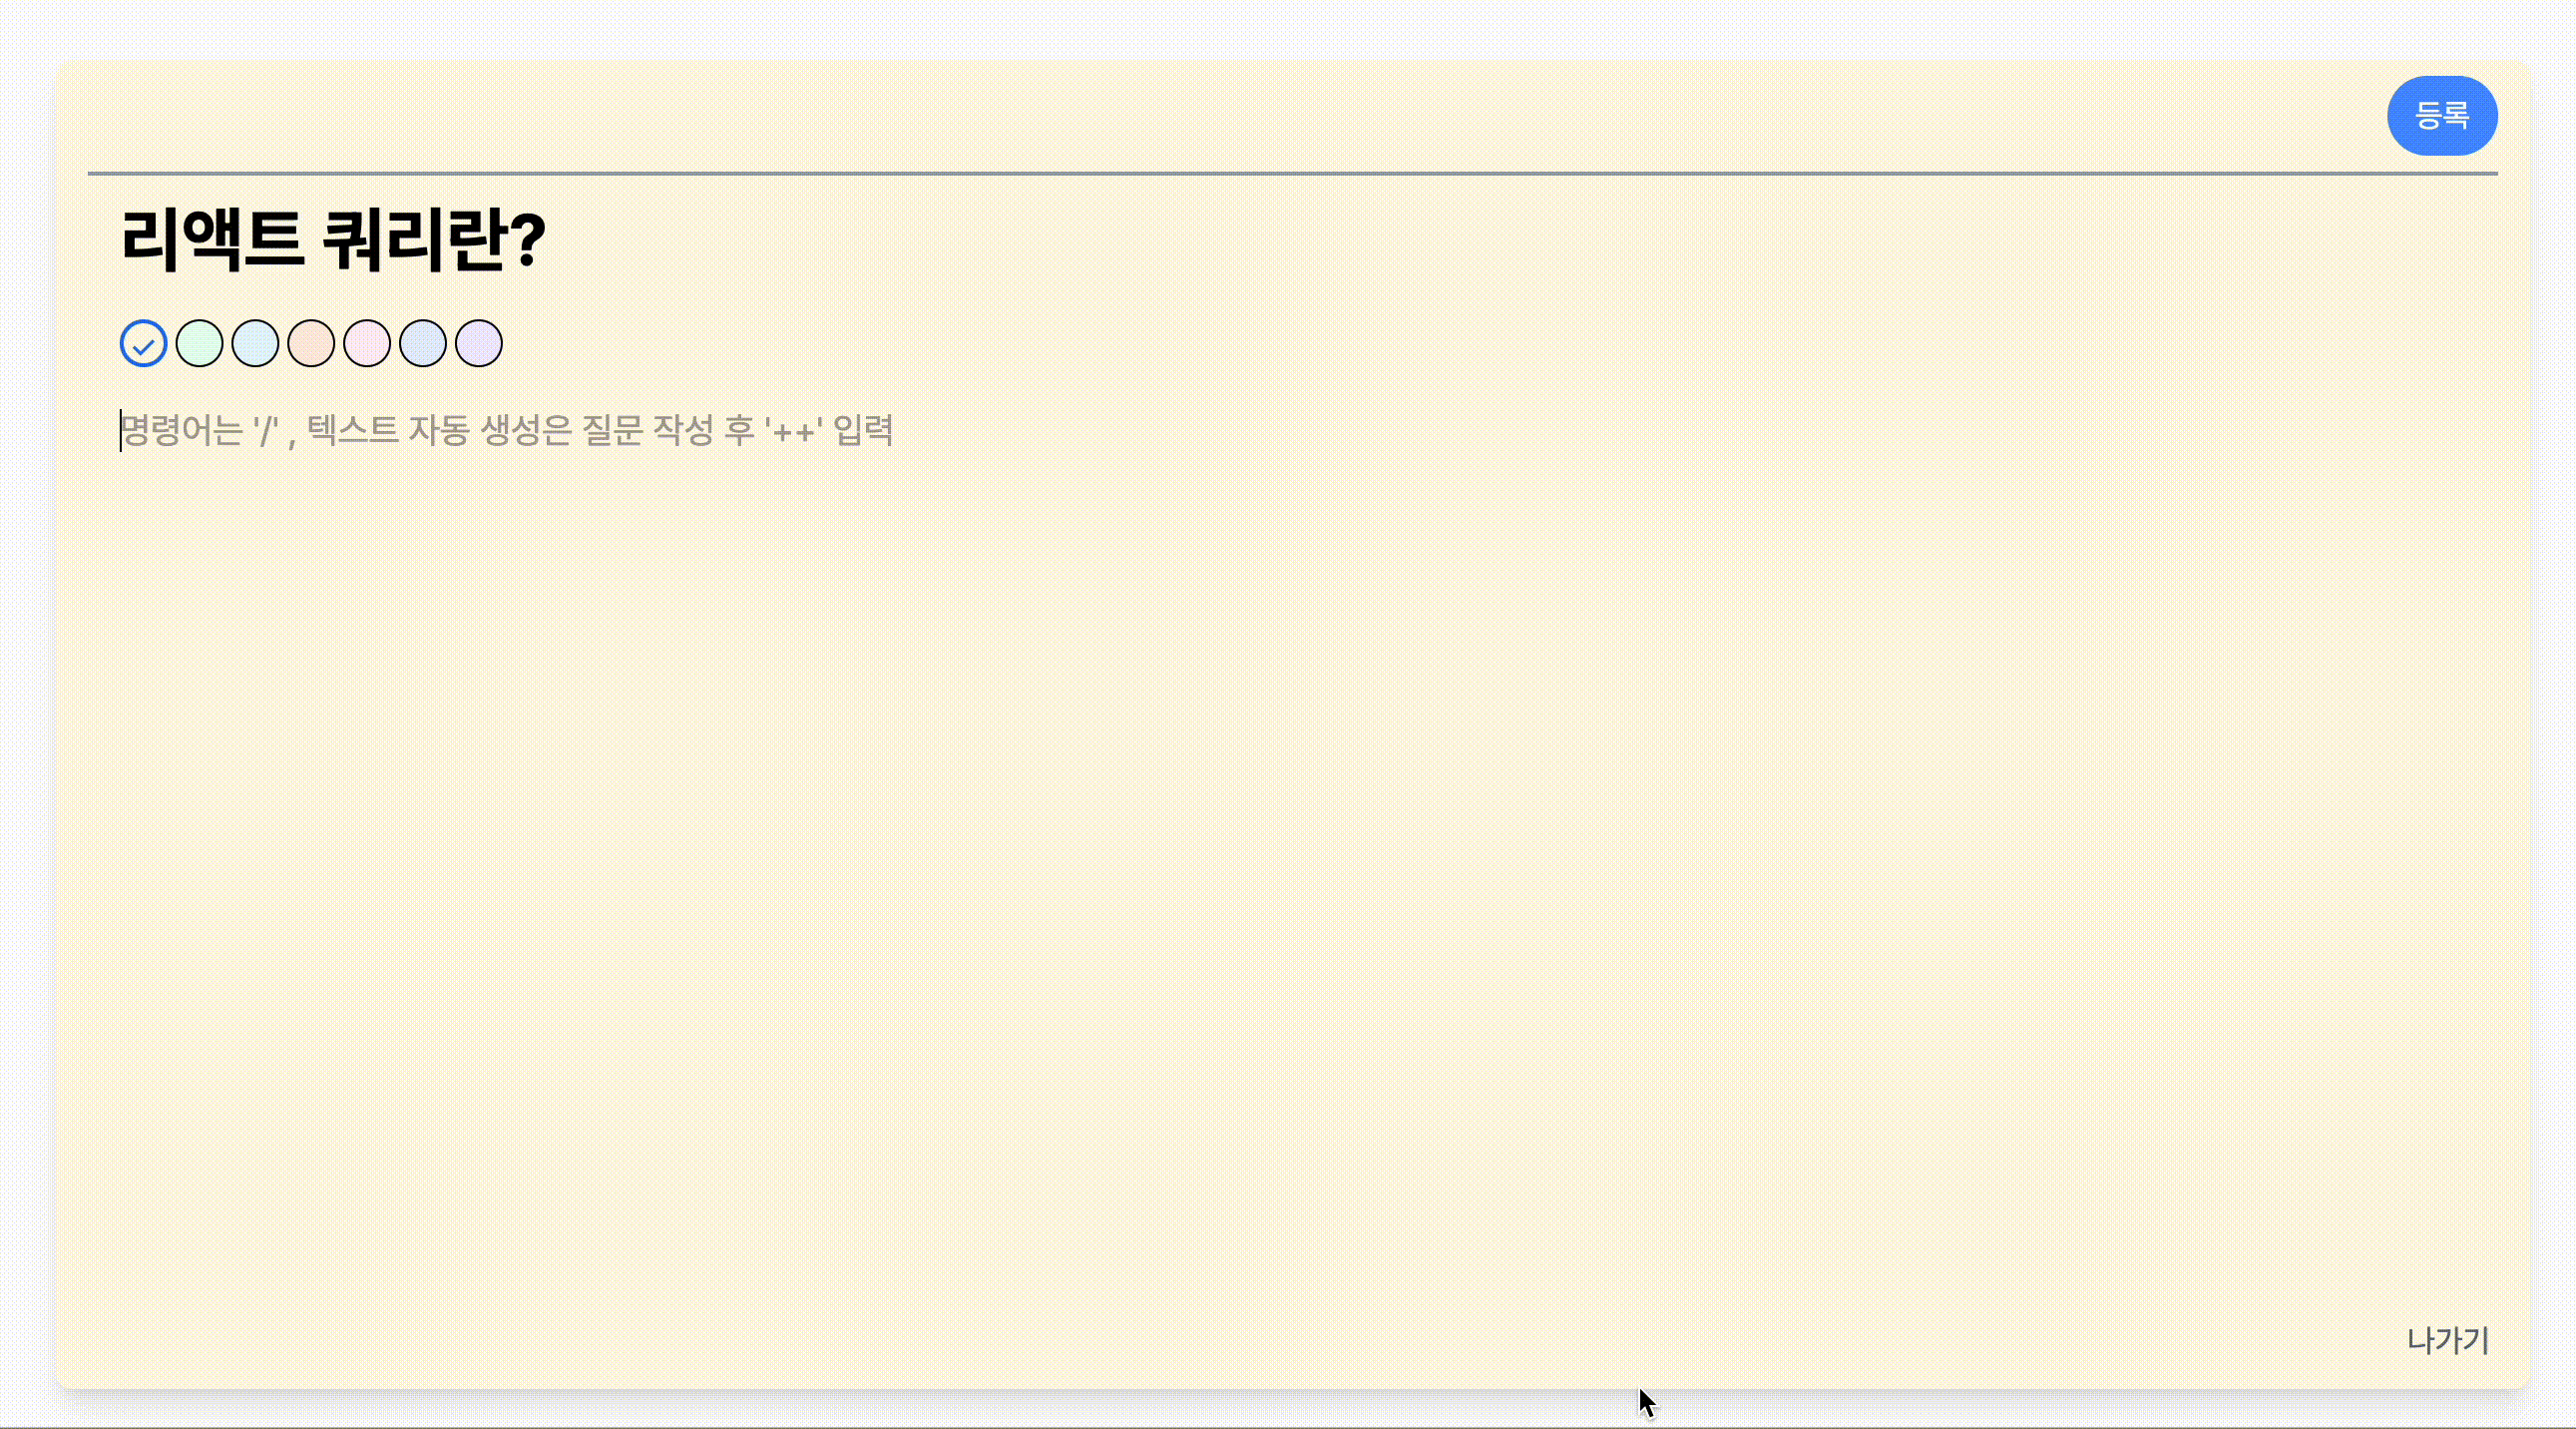 등록
리액트 쿼리란?
명령어는 '/' , 텍스트 자동 생성은 질문 작성 후 '++' 입력
나가기